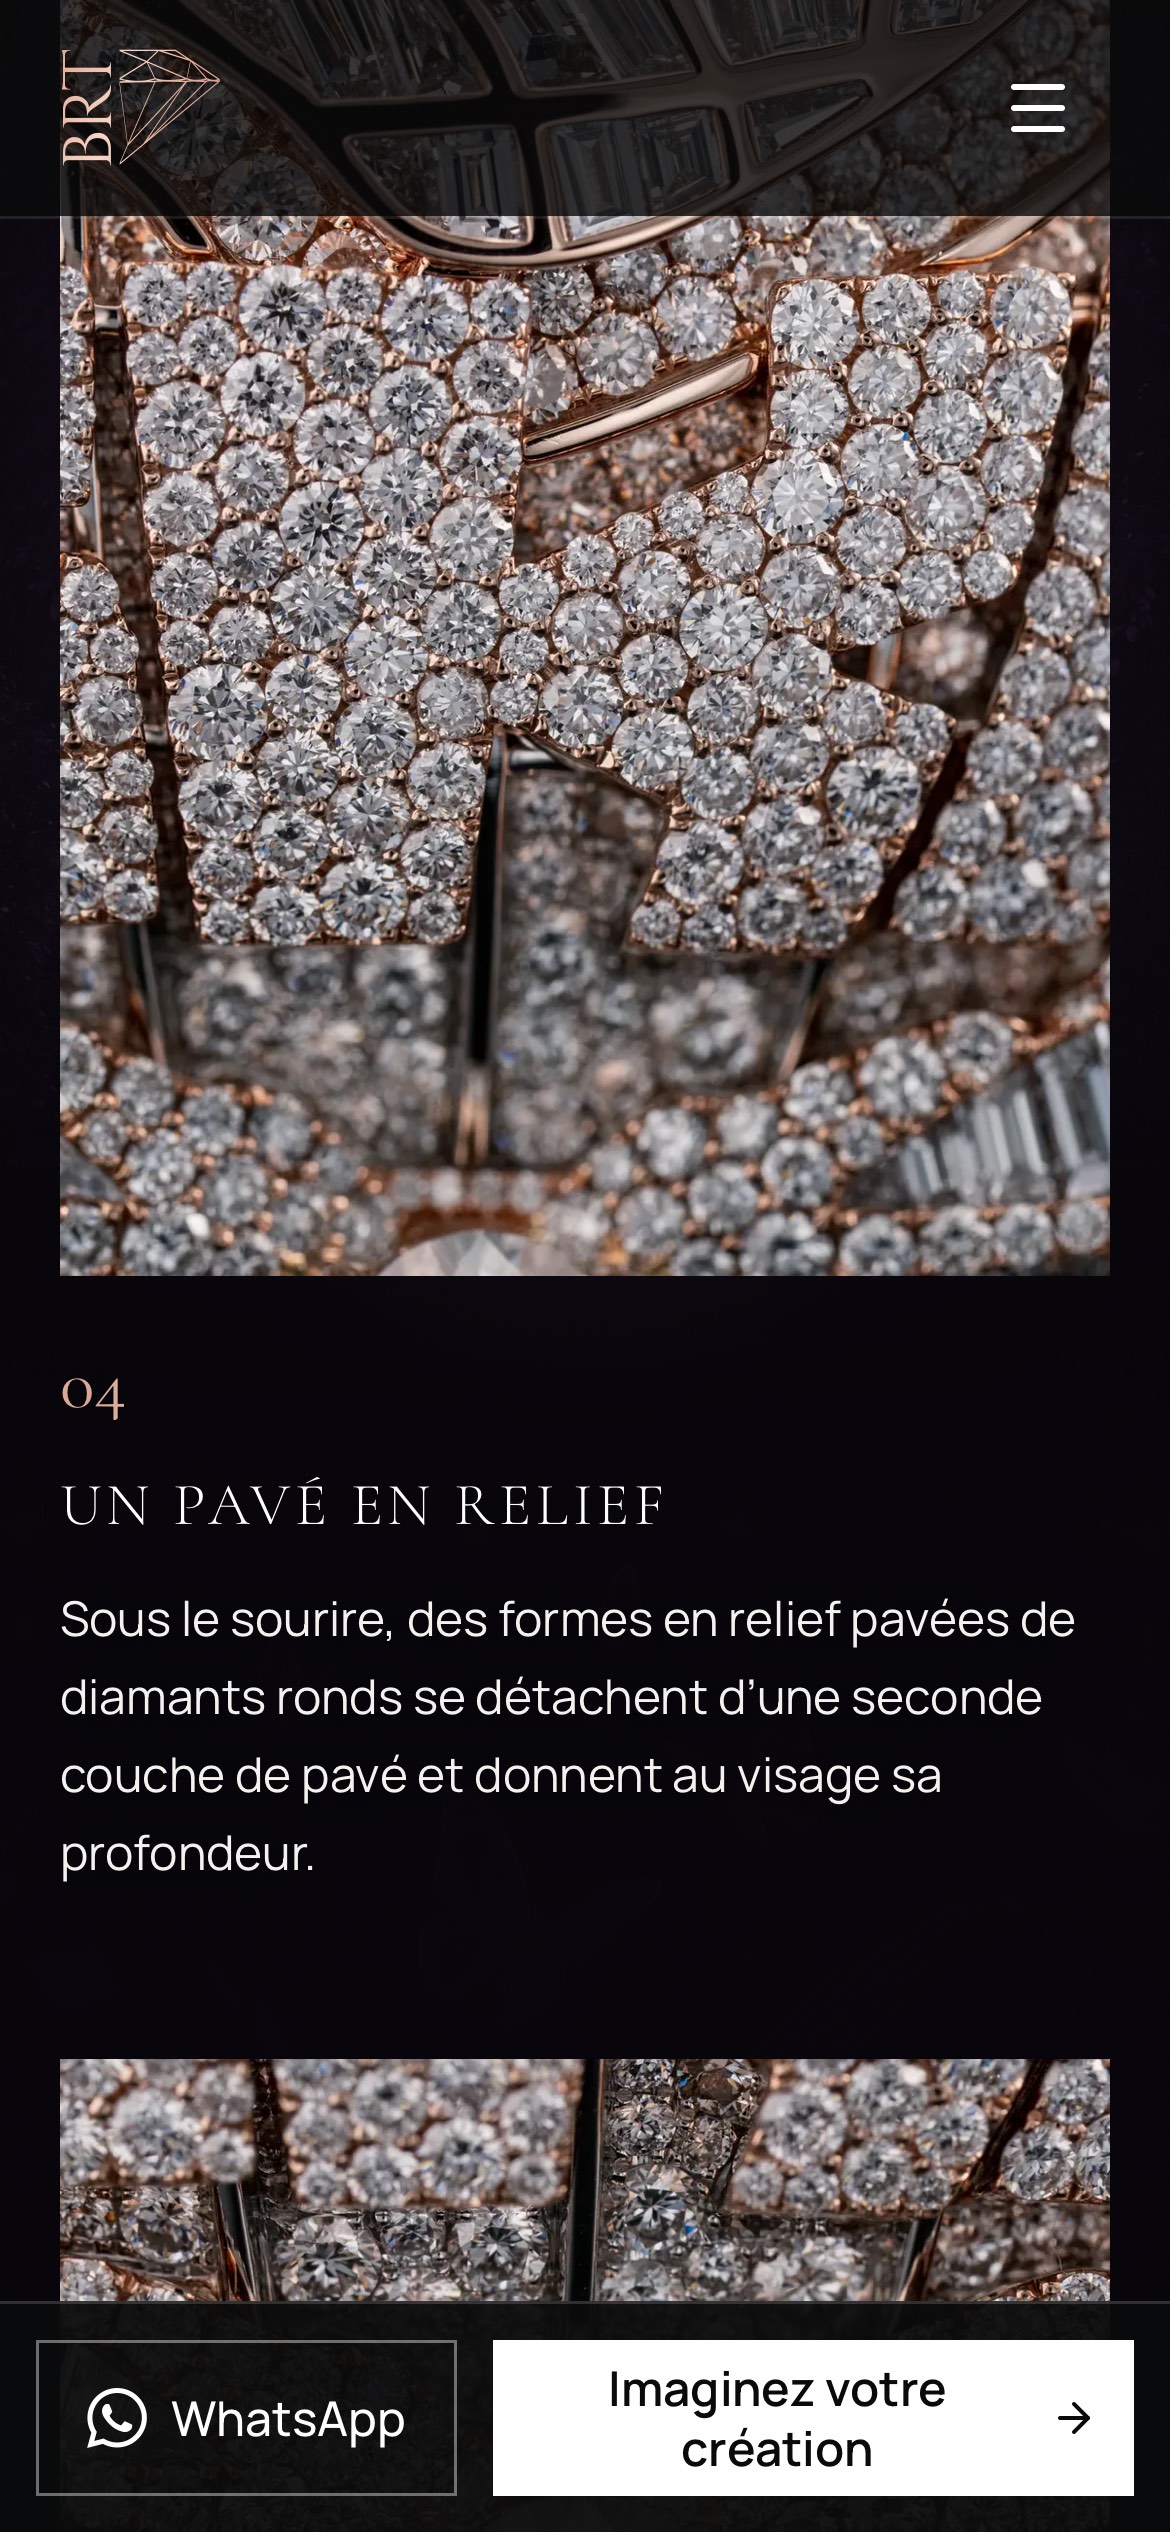 BRT
04
UN PAVÉ EN RELIEF
Sous le sourire, des formes en relief pavées de
diamants ronds se détachent d’une seconde
couche de pavé et donnent au visage sa
profondeur.
WhatsApp
Imaginez votre
création